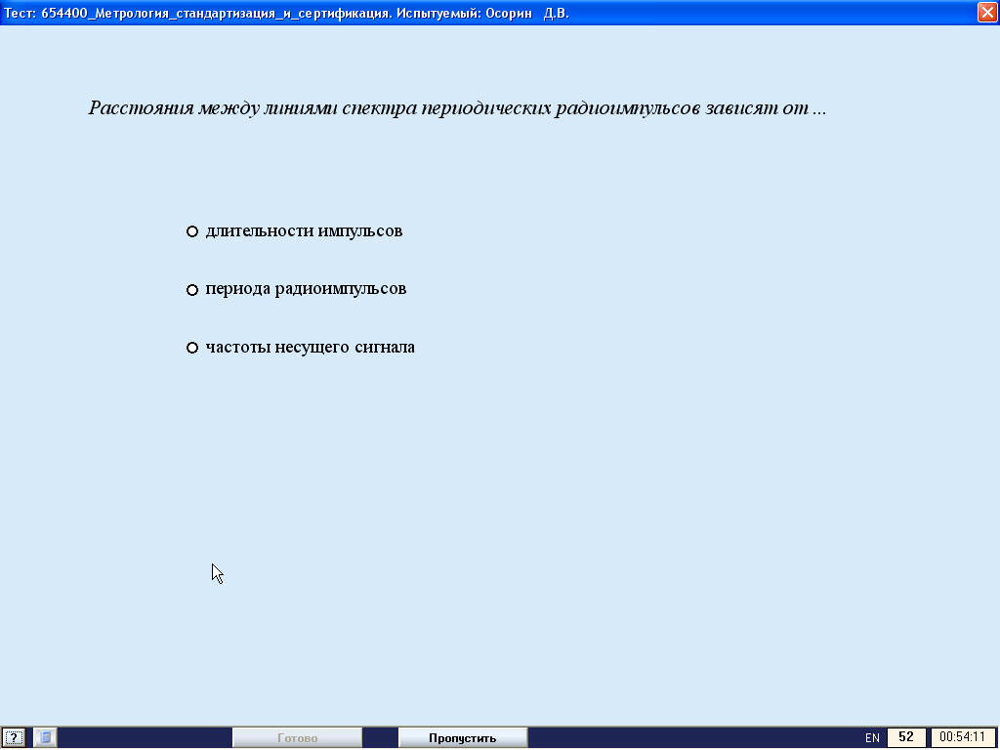 Тест: 654400_Метрология_стандартизация_и_сертификация. Испытуемый: Осорин Д.В.
Расстояния между линиями спектра периодических радиоимпульсов зависят от ...
длительности импульсов
периода радиоимпульсов
частоты несущего сигнала
? Готово Пропустить EN 52 00:54:11